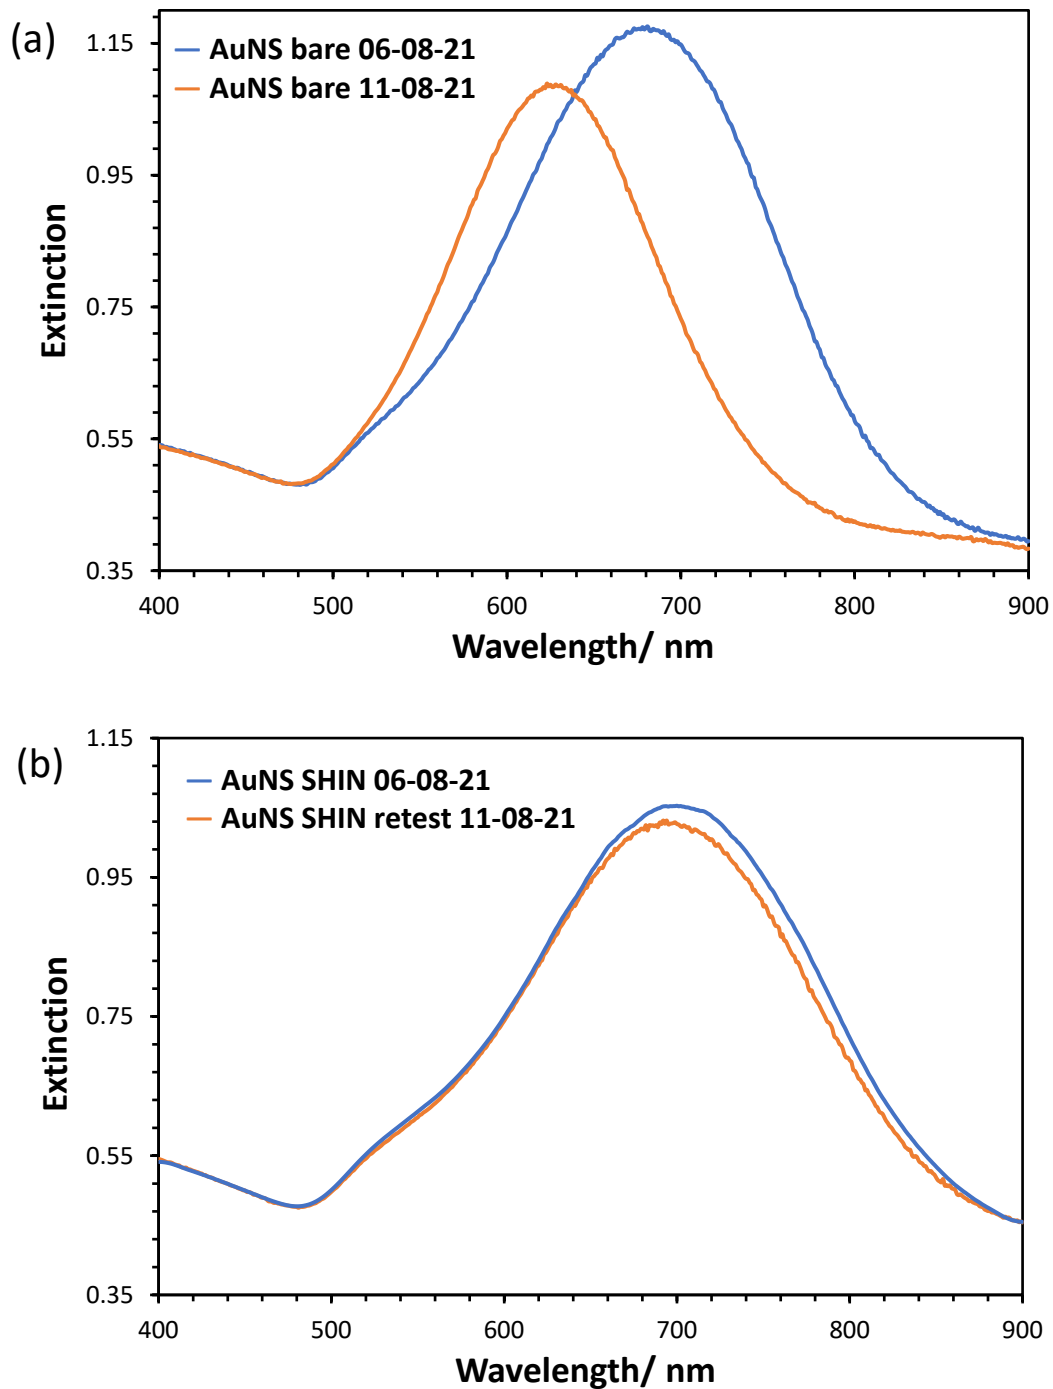 (a)
AuNS bare 06-08-21
AuNS bare 11-08-21
Extinction
1.15
0.95
0.75
0.55
0.35
400 500 600 700 800 900
Wavelength/ nm
(b)
AuNS SHIN 06-08-21
AuNS SHIN retest 11-08-21
Extinction
1.15
0.95
0.75
0.55
0.35
400 500 600 700 800 900
Wavelength/ nm